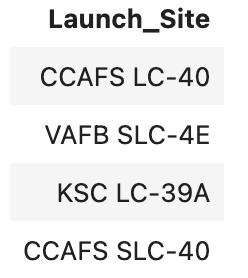 Launch_Site
CCAFS LC-40
VAFB SLC-4E
KSC LC-39A
CCAFS SLC-40